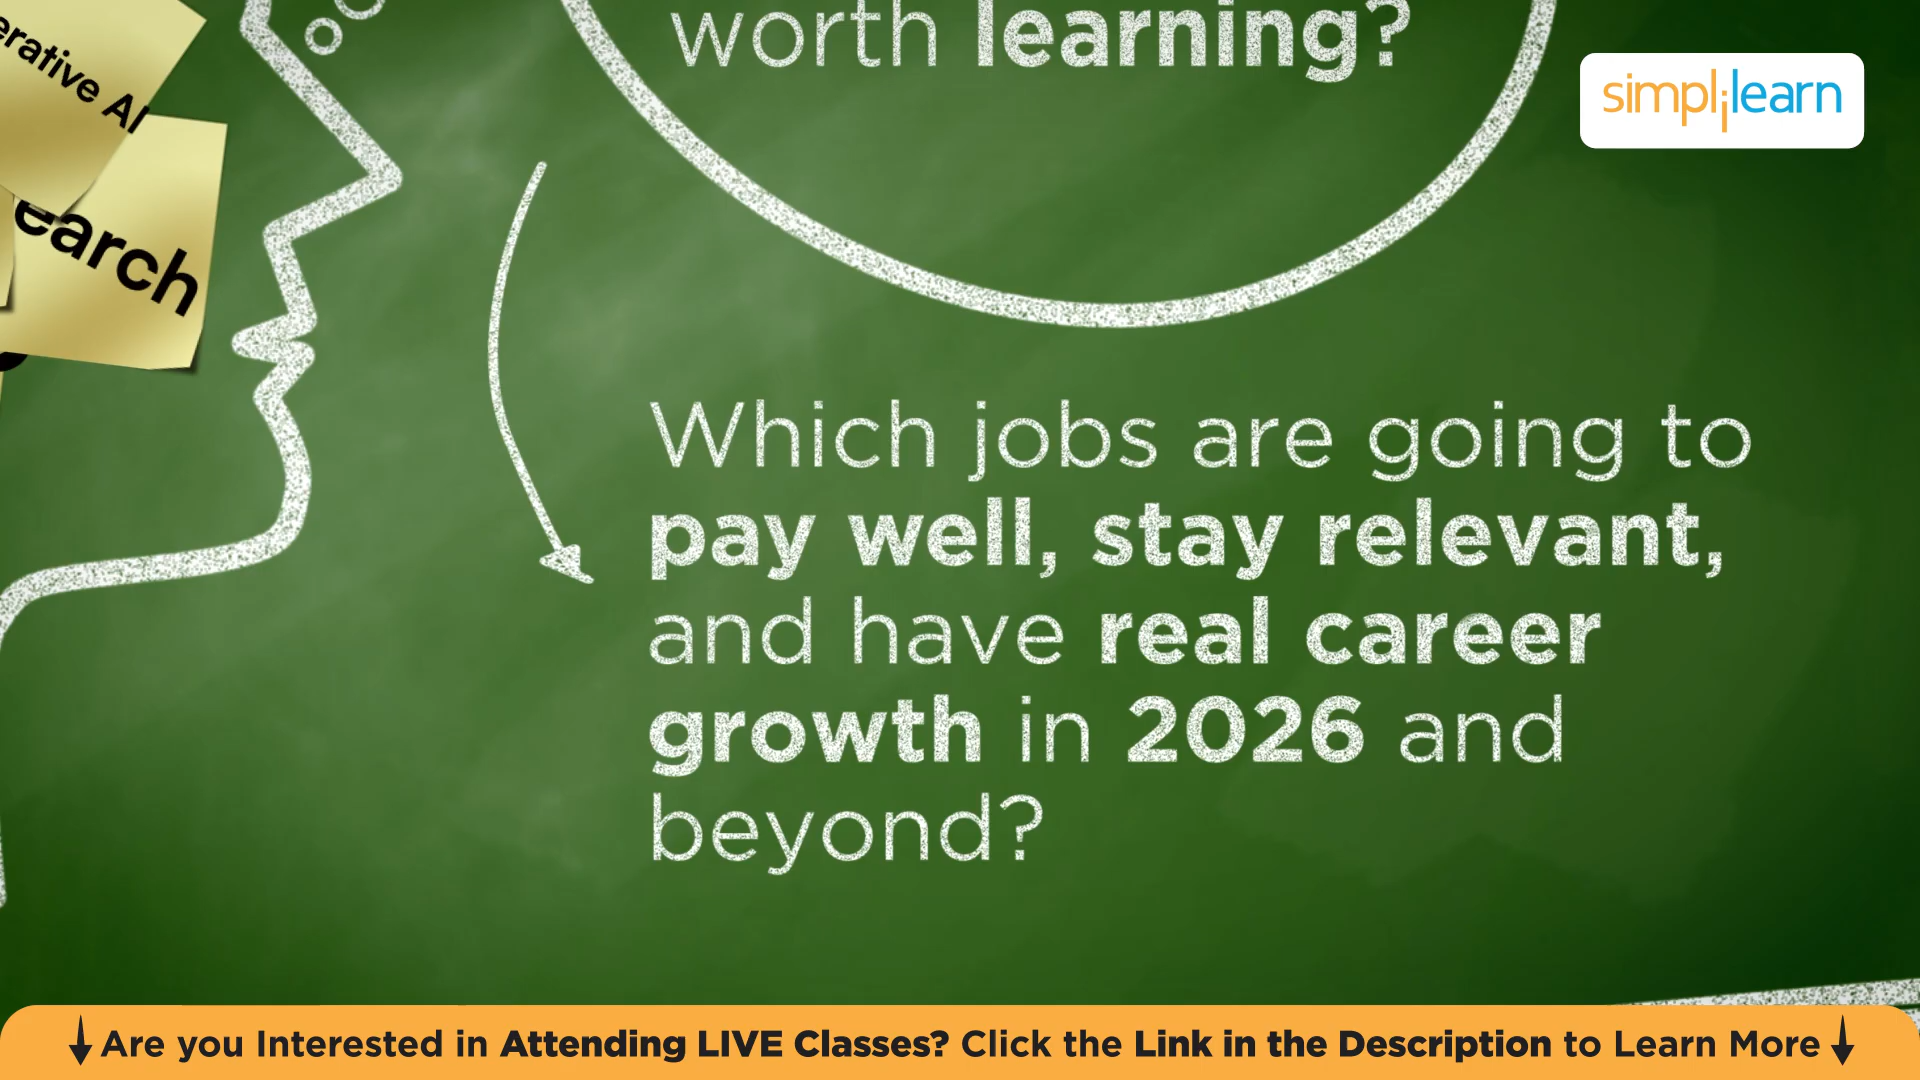 worth learning?
simplilearn
erative AI
earch
Which jobs are going to
pay well, stay relevant,
and have real career
growth in 2026 and
beyond?
Are you Interested in Attending LIVE Classes? Click the Link in the Description to Learn More